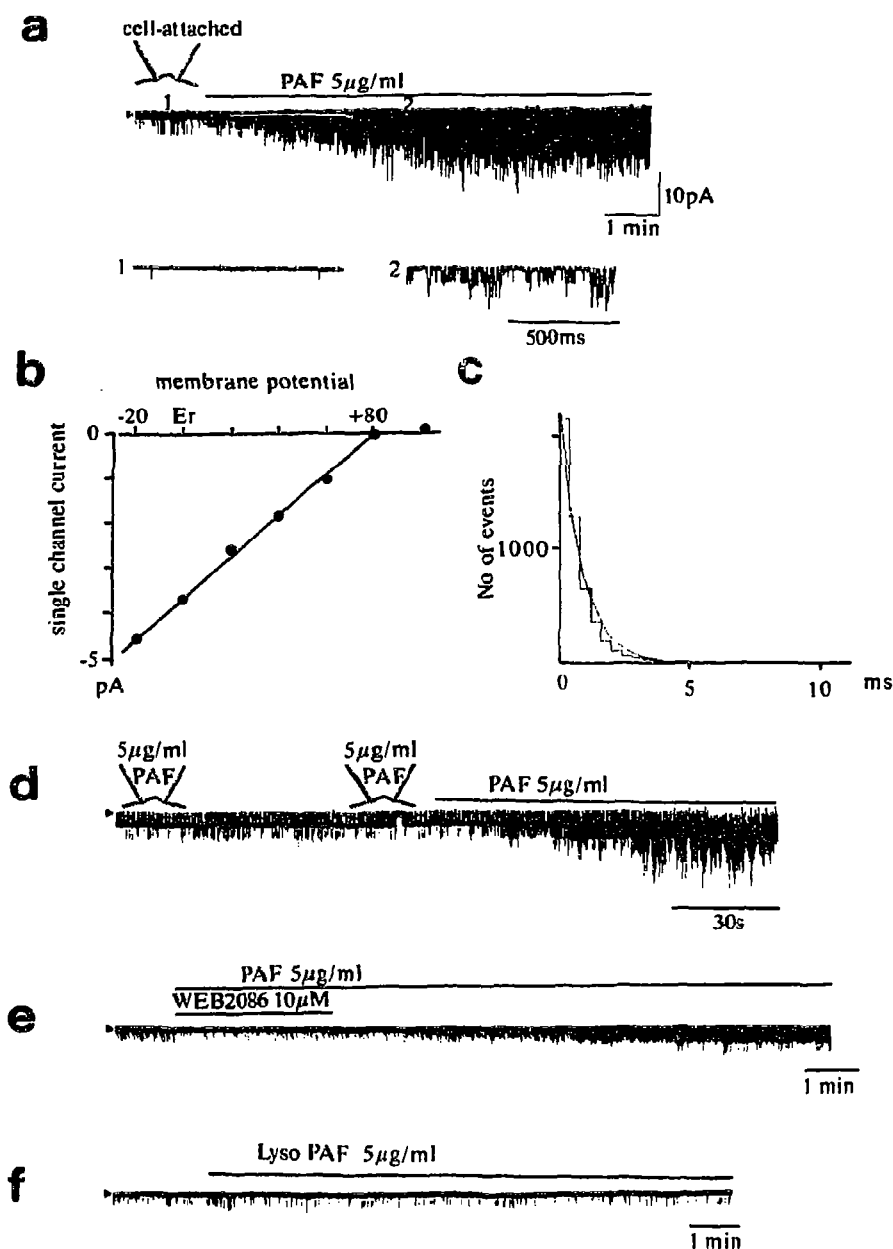 a
cell-attached
PAF 5μg/ml
1
2
10pA
1 min
1
2
500ms
b
membrane potential
-20 Er +80
0
single channel current
-5
pA
c
No of events
1000
0 5 10 ms
d
5μg/ml
PAF
5μg/ml
PAF
PAF 5μg/ml
30s
e
PAF 5μg/ml
WEB2086 10μM
1 min
f
Lyso PAF 5μg/ml
1 min